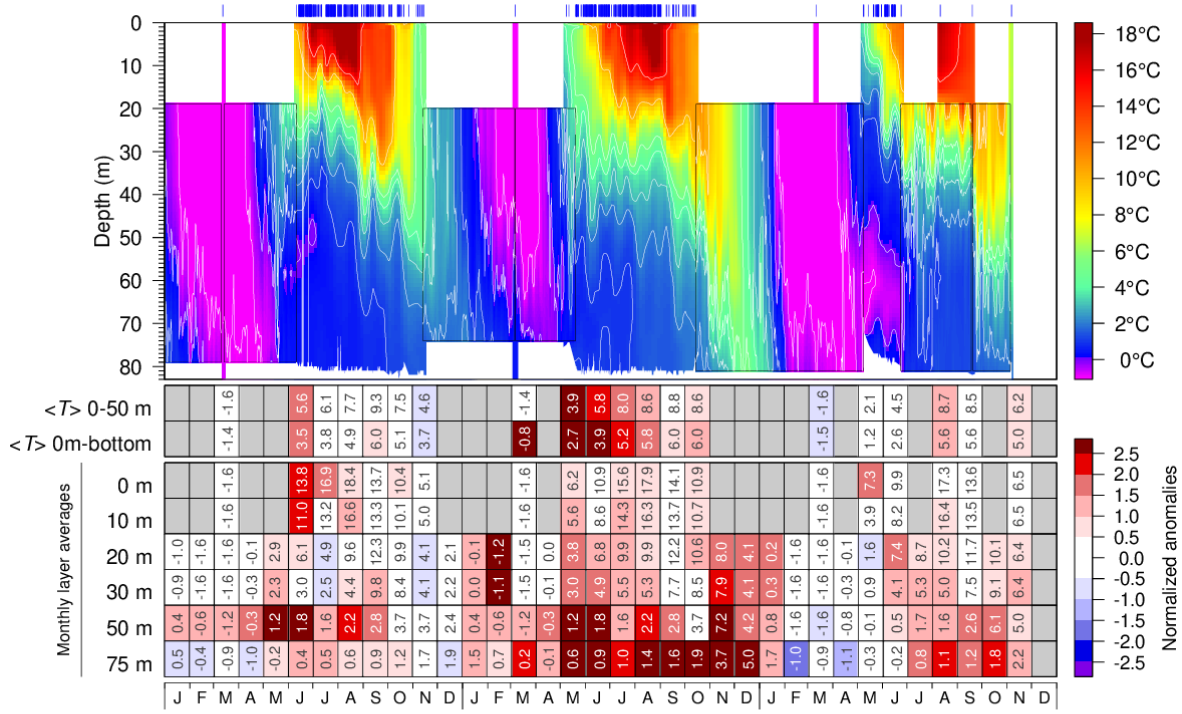 Depth (m)
0
10
20
30
40
50
60
70
80
18°C
16°C
14°C
12°C
10°C
8°C
6°C
4°C
2°C
0°C
<T> 0-50 m -1.6 5.6 6.1 7.7 9.3 7.5 4.6 -1.4 3.9 5.8 8.0 8.6 8.8 8.6 -1.6 2.1 4.5 8.7 8.5 6.2
<T> 0m-bottom -1.4 3.5 3.8 4.9 6.0 5.1 3.7 -0.8 2.7 3.9 5.2 5.8 6.0 6.0 -1.5 1.2 2.6 5.6 5.6 5.0
Monthly layer averages
0 m -1.6 13.8 16.9 18.4 13.7 10.4 5.1 -1.6 6.2 10.9 15.6 17.9 14.1 10.9 -1.6 7.3 9.9 17.3 13.6 6.5
10 m -1.6 11.0 13.2 16.6 13.3 10.1 5.0 -1.6 5.6 8.6 14.3 16.3 13.7 10.7 -1.6 3.9 8.2 16.4 13.5 6.5
20 m -1.0 -1.6 -1.6 -0.1 2.9 6.1 4.9 9.6 12.3 9.9 4.1 2.1 -0.1 -1.2 -1.5 0.0 3.8 6.8 9.9 9.9 12.2 10.6 8.0 4.1 0.2 -1.6 -1.6 -0.1 1.6 7.4 8.7 10.2 11.7 10.1 6.4
30 m -0.9 -1.6 -1.6 -0.3 2.3 3.0 2.5 4.4 9.8 8.4 4.1 2.2 0.0 -1.1 -1.6 -0.1 3.0 4.9 5.5 5.3 7.7 8.5 7.9 4.1 0.3 -1.6 -1.6 -0.3 0.9 4.1 5.3 5.0 7.5 9.1 6.4
50 m 0.4 -0.6 -1.2 -0.3 1.2 1.8 1.6 2.2 2.8 3.7 3.7 2.4 0.4 -0.6 -1.2 -0.3 1.2 1.8 1.6 2.2 2.8 3.7 7.2 4.2 0.8 -1.6 -1.6 -0.8 -0.1 0.5 1.7 1.6 2.6 6.1 5.0
75 m 0.5 -0.4 -0.9 -1.0 -0.2 0.4 0.5 0.6 0.9 1.2 1.7 1.9 1.2 0.7 0.2 -0.1 0.6 0.9 1.0 1.4 1.6 1.9 3.7 5.0 1.7 -1.0 -0.9 -1.1 -0.3 -0.2 0.8 1.1 1.2 1.8 2.2
J F M A M J J A S O N D J F M A M J J A S O N D J F M A M J J A S O N D
2.5
2.0
1.5
1.0
0.5
0.0
-0.5
-1.0
-1.5
-2.0
-2.5
Normalized anomalies